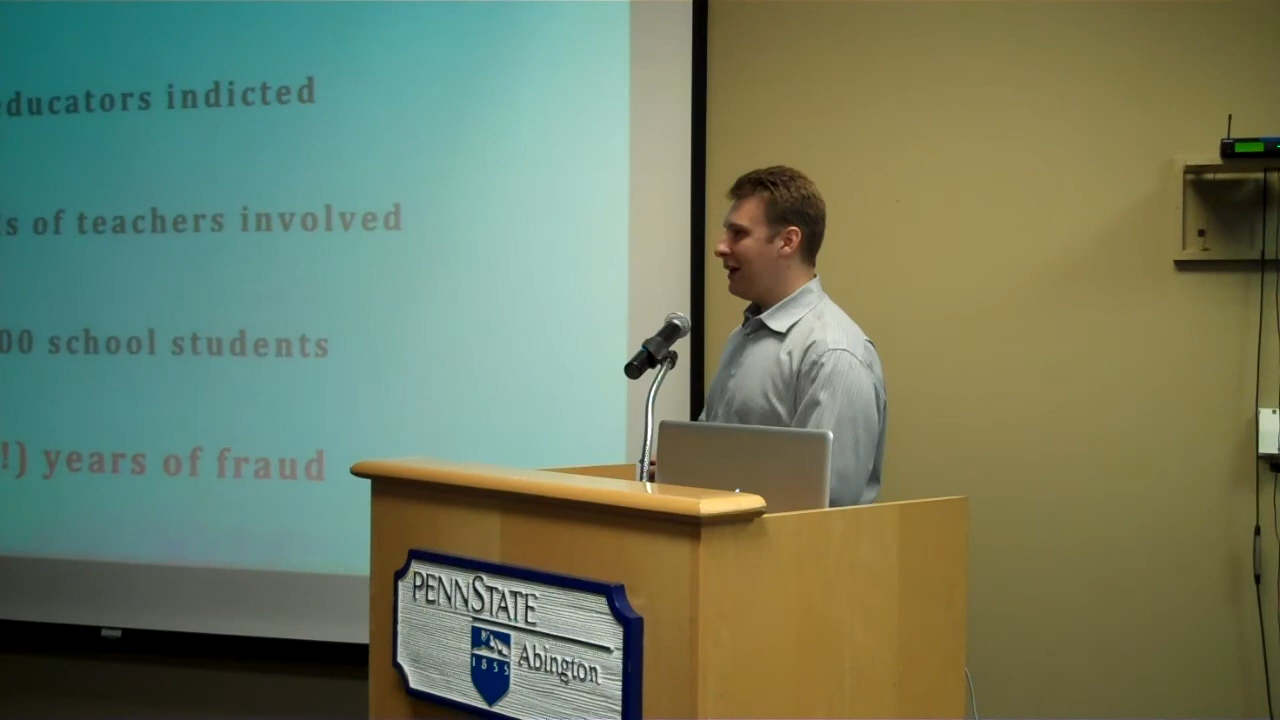 educators indicted
of teachers involved
00 school students
!) years of fraud
PENNSTATE
1855
Abington